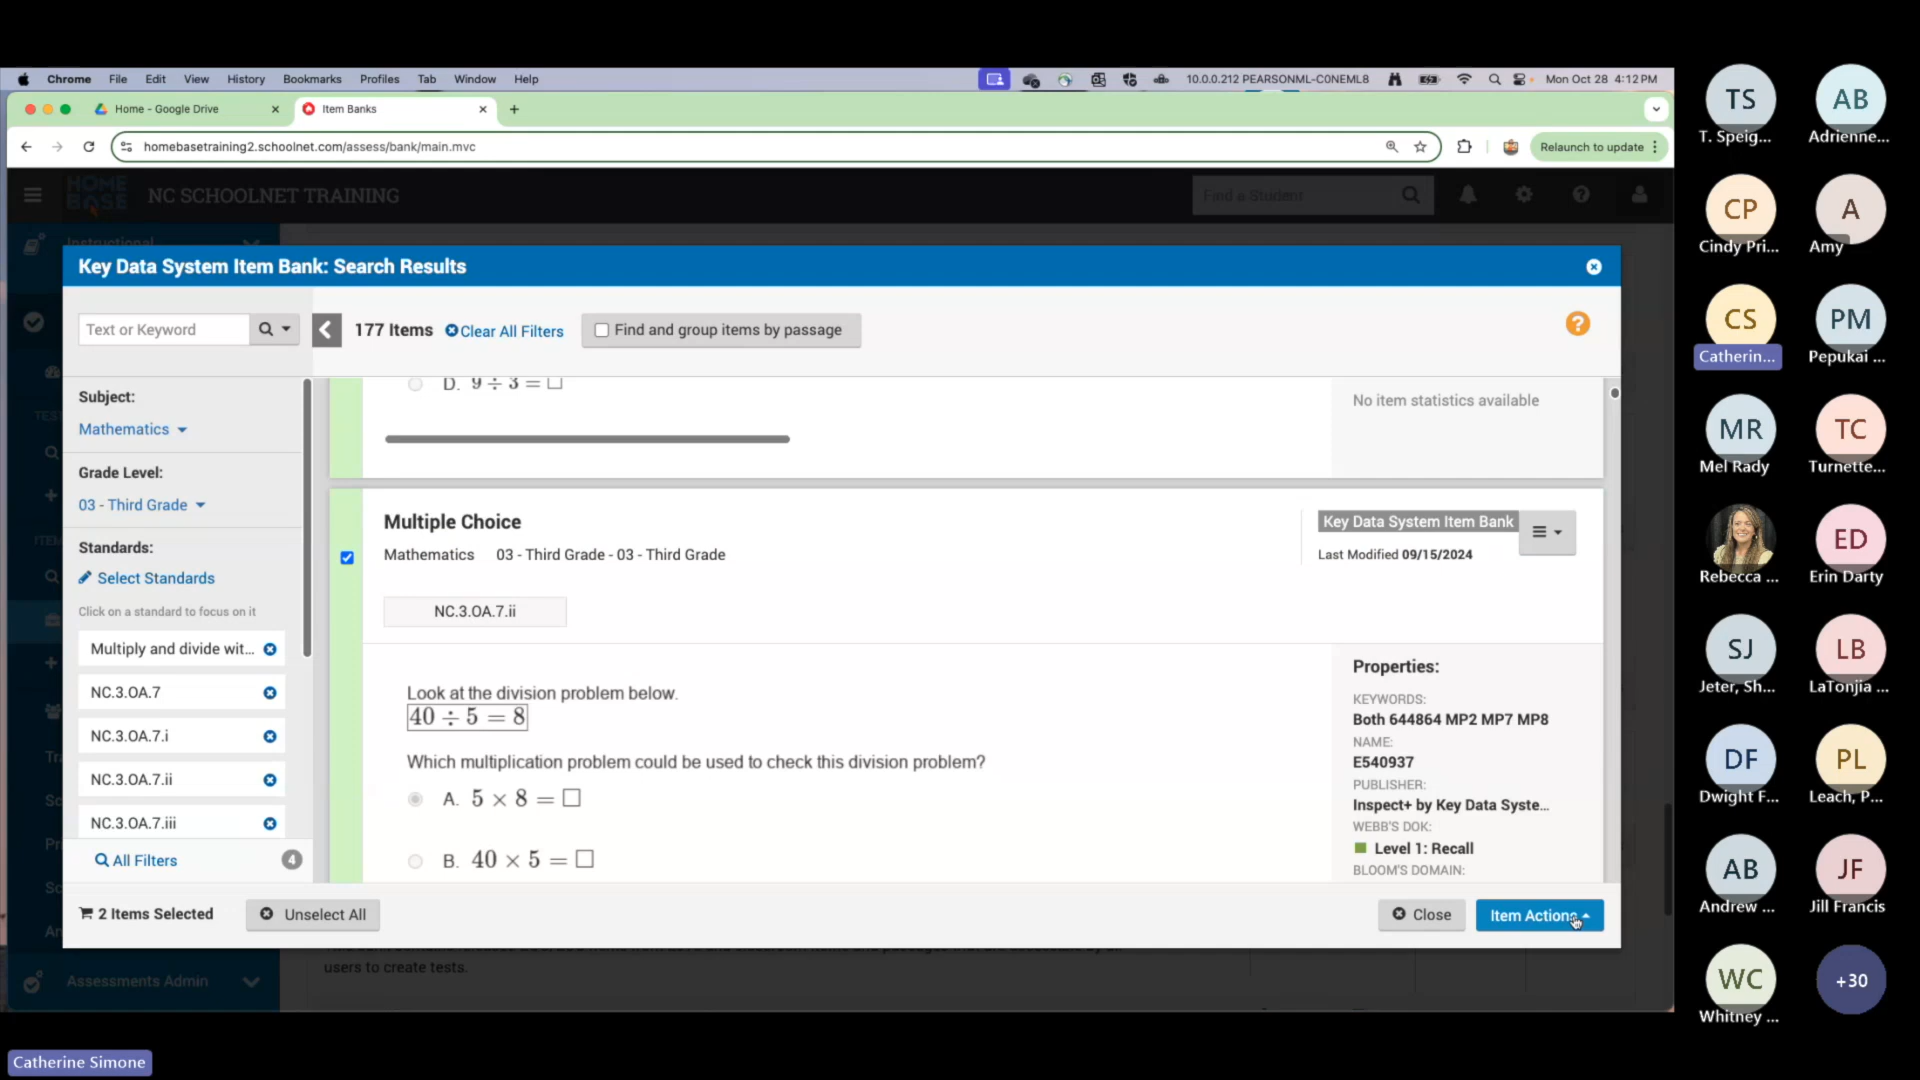 Chrome File Edit View History Bookmarks Profiles Tab Window Help
10.0.0.212 PEARSONML-C0NEML8
Mon Oct 28 4:12 PM
Home - Google Drive
Item Banks
homebasetraining2.schoolnet.com/assess/bank/main.mvc
Relaunch to update
HOME BASE
NC SCHOOLNET TRAINING
Find a Student
Instructional
Key Data System Item Bank: Search Results
Text or Keyword
177 Items
Clear All Filters
Find and group items by passage
?
Subject:
Mathematics
Grade Level:
03 - Third Grade
Standards:
Select Standards
Click on a standard to focus on it
Multiply and divide wit...
NC.3.OA.7
NC.3.OA.7.i
NC.3.OA.7.ii
NC.3.OA.7.iii
All Filters
4
D. 9 ÷ 3 = □
No item statistics available
Multiple Choice
Mathematics 03 - Third Grade - 03 - Third Grade
Key Data System Item Bank
Last Modified 09/15/2024
NC.3.OA.7.ii
Look at the division problem below.
40 ÷ 5 = 8
Which multiplication problem could be used to check this division problem?
A. 5 × 8 = □
B. 40 × 5 = □
Properties:
KEYWORDS:
Both 644864 MP2 MP7 MP8
NAME:
E540937
PUBLISHER:
Inspect+ by Key Data Syste...
WEBB'S DOK:
Level 1: Recall
BLOOM'S DOMAIN:
2 Items Selected
Unselect All
Close
Item Actions
users to create tests.
Assessments Admin
TS
T. Speig...
AB
Adrienne...
CP
Cindy Pri...
A
Amy
CS
Catherin...
PM
Pepukai ...
MR
Mel Rady
TC
Turnette...
Rebecca ...
ED
Erin Darty
SJ
Jeter, Sh...
LB
LaTonjia ...
DF
Dwight F...
PL
Leach, P...
AB
Andrew ...
JF
Jill Francis
WC
Whitney ...
+30
Catherine Simone